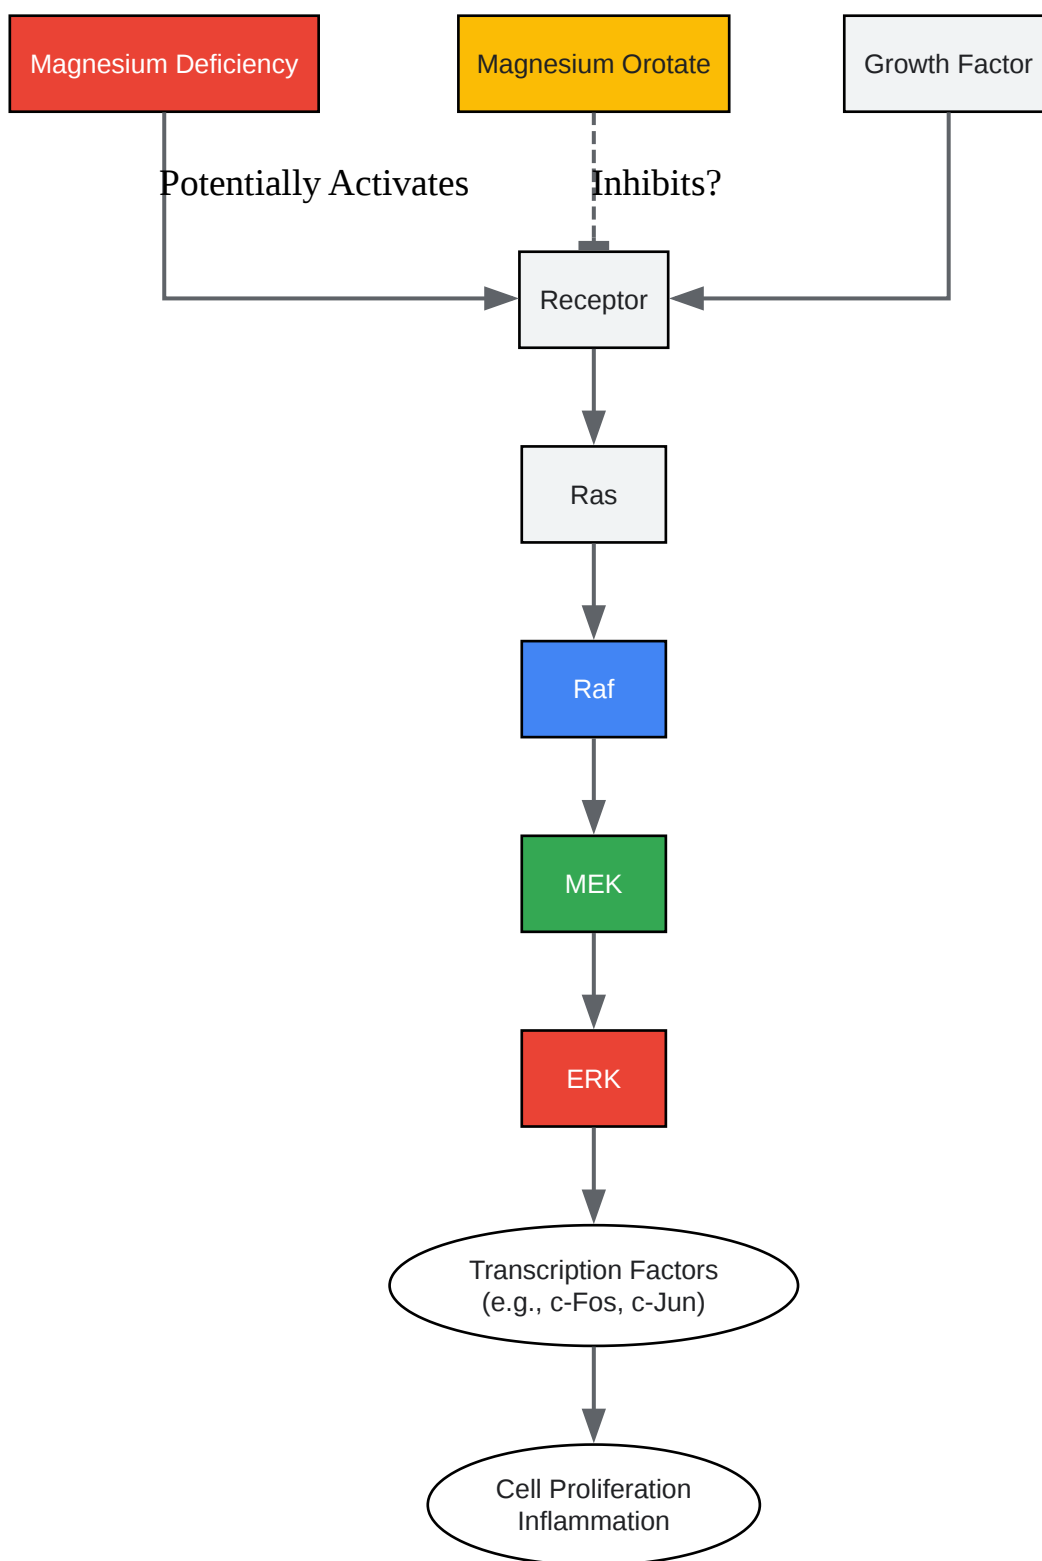 Magnesium Deficiency
Magnesium Orotate
Growth Factor
Potentially Activates
Inhibits?
Receptor
Ras
Raf
MEK
ERK
Transcription Factors
(e.g., c-Fos, c-Jun)
Cell Proliferation
Inflammation